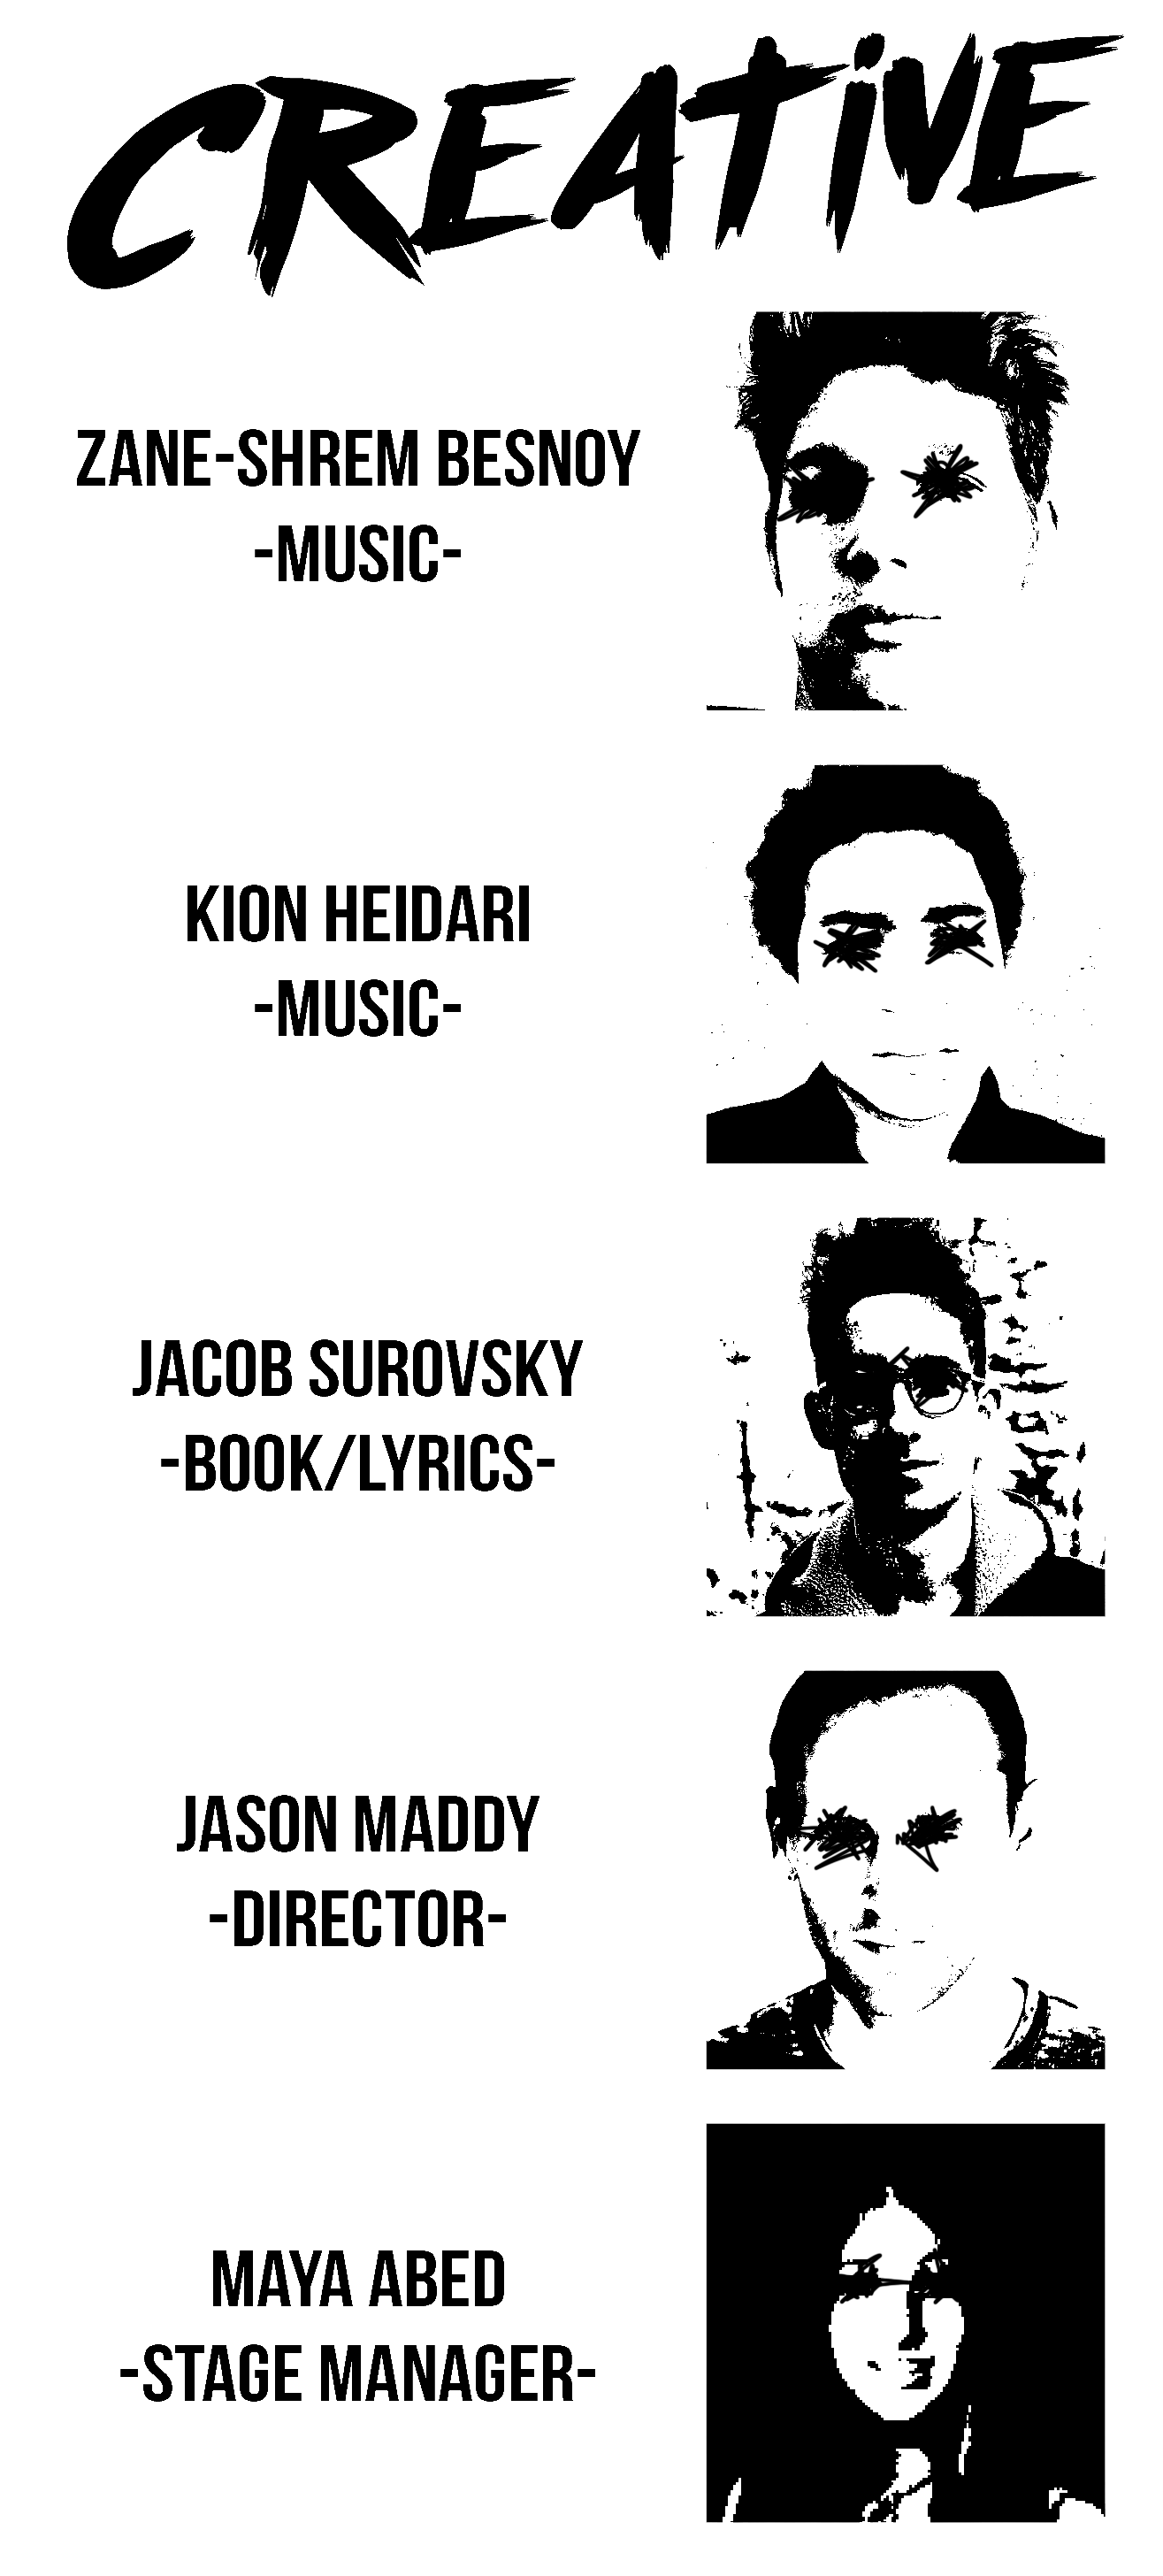 CREATiVE
ZANE-SHREM BESNOY
-MUSIC-
KION HEIDARI
-MUSIC-
JACOB SUROVSKY
-BOOK/LYRICS-
JASON MADDY
-DIRECTOR-
MAYA ABED
-STAGE MANAGER-